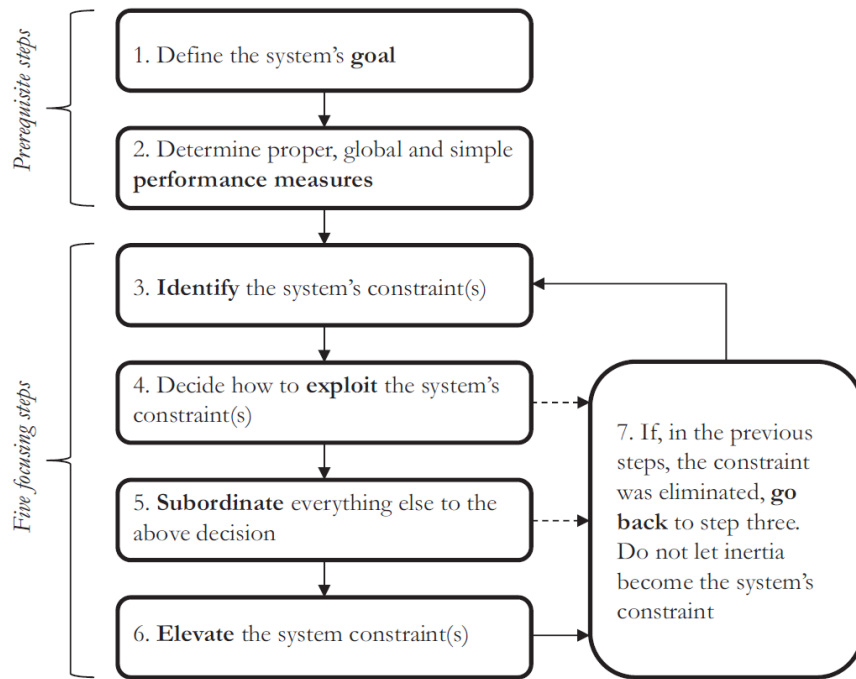 Prerequisite steps
1. Define the system’s goal
2. Determine proper, global and simple
performance measures
Five focusing steps
3. Identify the system’s constraint(s)
4. Decide how to exploit the system’s
constraint(s)
5. Subordinate everything else to the
above decision
6. Elevate the system constraint(s)
7. If, in the previous
steps, the constraint
was eliminated, go
back to step three.
Do not let inertia
become the system’s
constraint